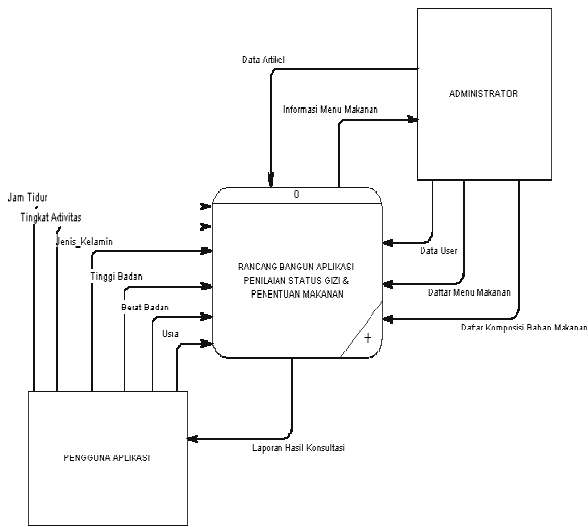 Data Artikel
ADMINISTRATOR
Informasi Menu Makanan
Jam Tidur
Tingkat Aktivitas
Jenis_Kelamin
Tinggi Badan
Berat Badan
Usia
0
RANCANG BANGUN APLIKASI
PENILAIAN STATUS GIZI &
PENENTUAN MAKANAN
+
Data User
Daftar Menu Makanan
Daftar Komposisi Bahan Makanan
Laporan Hasil Konsultasi
PENGGUNA APLIKASI